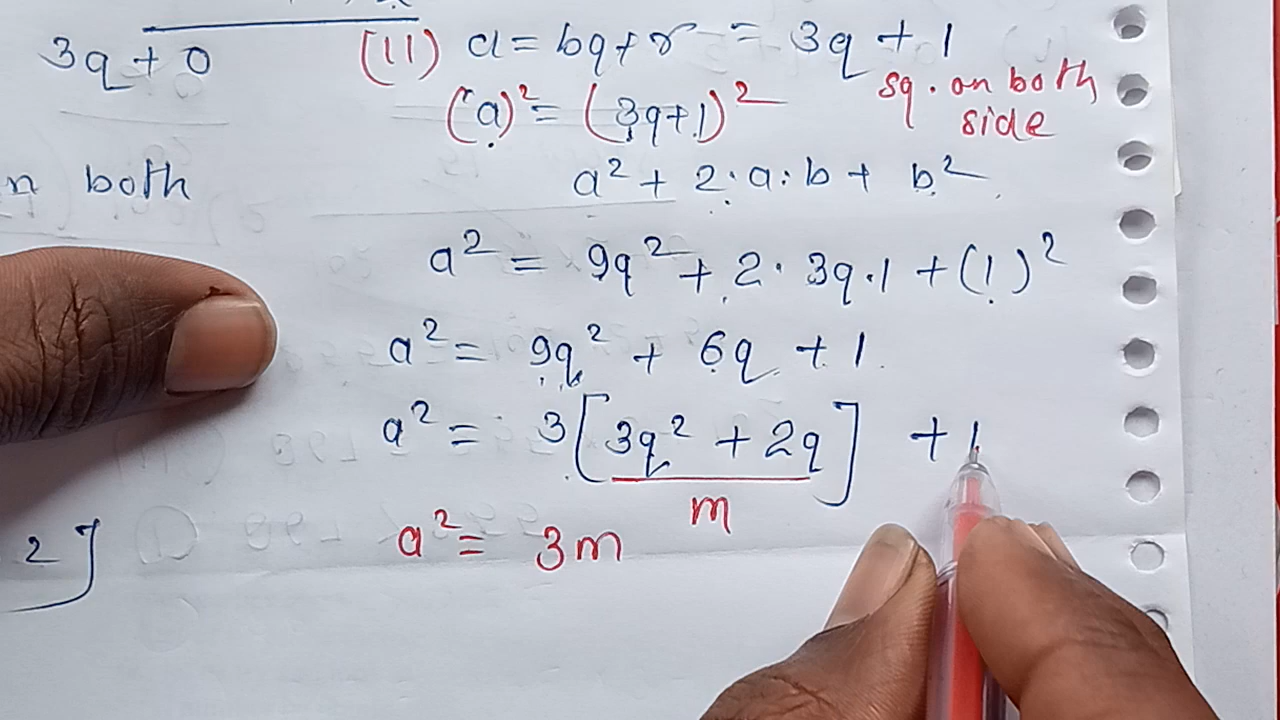 3q + 0
(11) a = bq + r = 3q + 1
sq. on both side
(a)² = (3q+1)²
n both
a² + 2·a·b + b²
a² = 9q² + 2·3q·1 + (1)²
a² = 9q² + 6q + 1
a² = 3[3q² + 2q] + 1
m
a² = 3m
2]